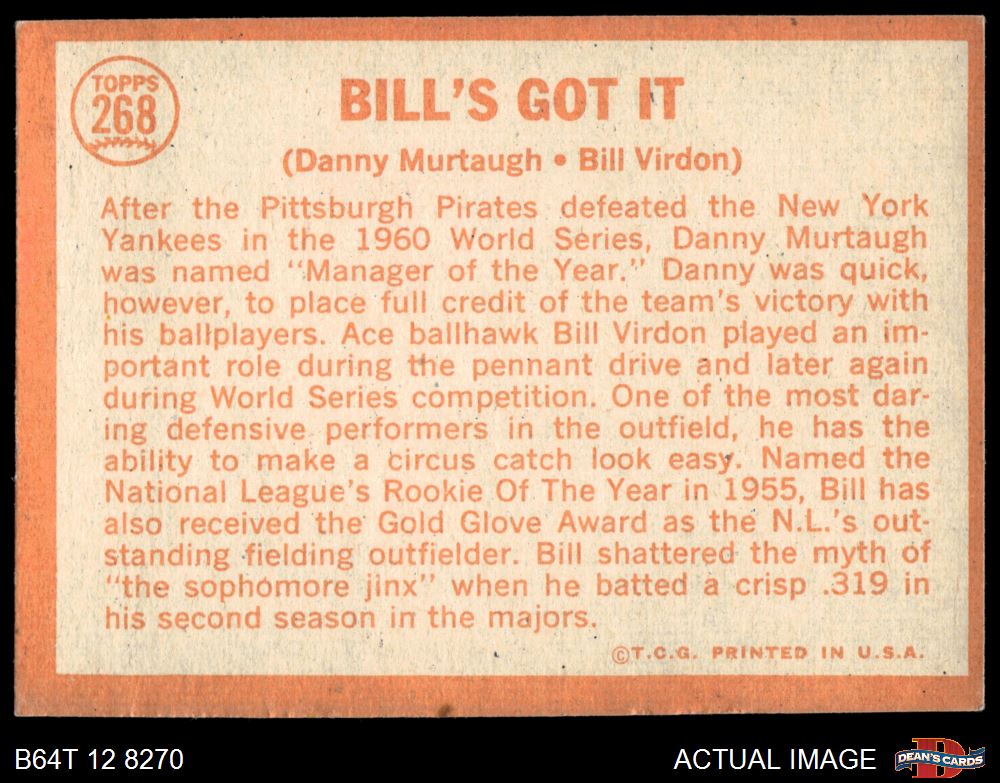 TOPPS
268
BILL'S GOT IT
(Danny Murtaugh • Bill Virdon)
After the Pittsburgh Pirates defeated the New York
Yankees in the 1960 World Series, Danny Murtaugh
was named "Manager of the Year." Danny was quick,
however, to place full credit of the team's victory with
his ballplayers. Ace ballhawk Bill Virdon played an im-
portant role during the pennant drive and later again
during World Series competition. One of the most dar-
ing defensive performers in the outfield, he has the
ability to make a circus catch look easy. Named the
National League's Rookie Of The Year in 1955, Bill has
also received the Gold Glove Award as the N.L.'s out-
standing fielding outfielder. Bill shattered the myth of
"the sophomore jinx" when he batted a crisp .319 in
his second season in the majors.
©T.C.G. PRINTED IN U.S.A.
B64T 12 8270
ACTUAL IMAGE
D
DEAN'S CARDS